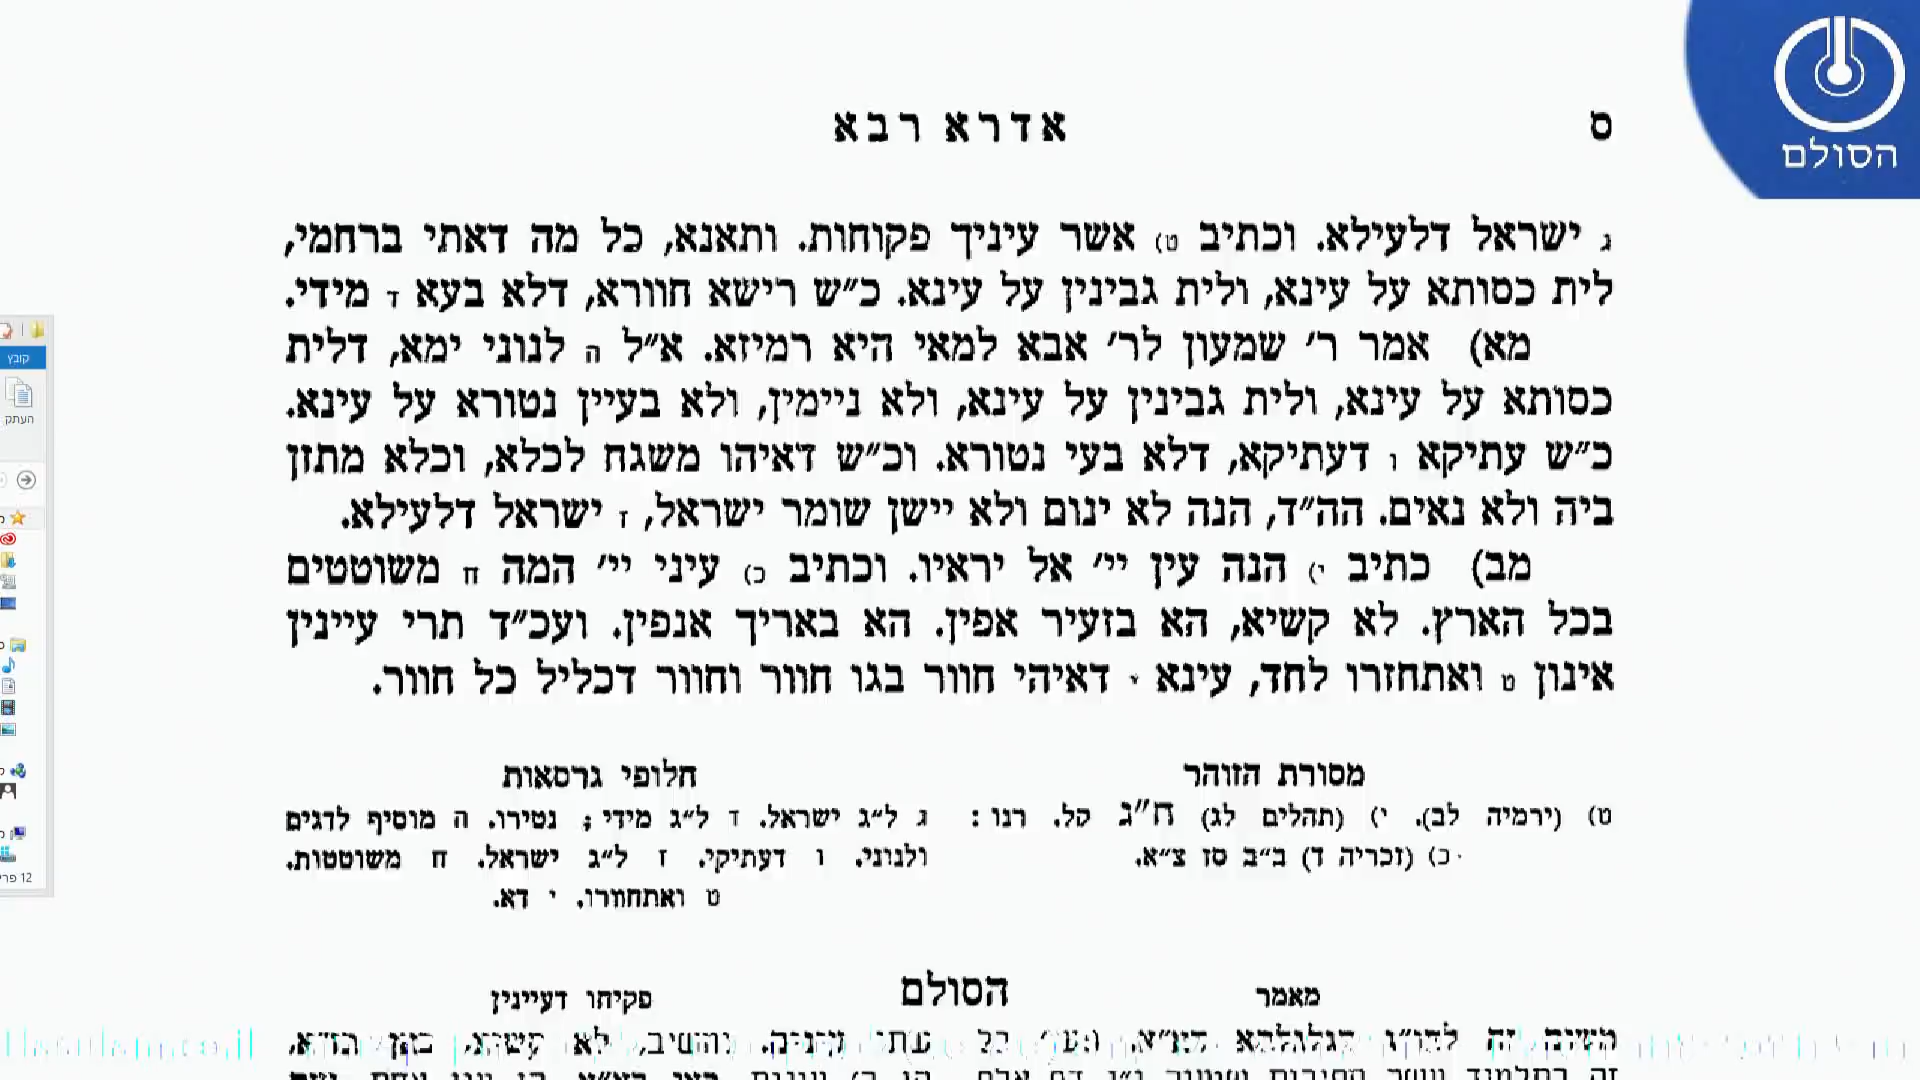 הסולם
ס
אדרא רבא
ג ישראל דלעילא. וכתיב ט) אשר עיניך פקוחות. ותאנא, כל מה דאתי ברחמי,
לית כסותא על עינא, ולית גבינין על עינא. כ״ש רישא חוורא, דלא בעא ד מידי.
מא) אמר ר׳ שמעון לר׳ אבא למאי היא רמיזא. א״ל ה לנוני ימא, דלית
כסותא על עינא, ולית גבינין על עינא, ולא ניימין, ולא בעיין נטורא על עינא.
כ״ש עתיקא ו דעתיקא, דלא בעי נטורא. וכ״ש דאיהו משגח לכלא, וכלא מתזן
ביה ולא נאים. הה״ד, הנה לא ינום ולא יישן שומר ישראל, ז ישראל דלעילא.
מב) כתיב י) הנה עין יי׳ אל יראיו. וכתיב כ) עיני יי׳ המה ח משוטטים
בכל הארץ. לא קשיא, הא בזעיר אפין. הא באריך אנפין. ועכ״ד תרי עיינין
אינון ט ואתחזרו לחד, עינא י דאיהי חוור בגו חוור וחוור דכליל כל חוור.
מסורת הזוהר
ט) (ירמיה לב). י) (תהלים לג) ח״ג קל. רנו:
כ) (זכריה ד) ב״ב סז צ״א.
חלופי גרסאות
ג ל״ג ישראל. ד ל״ג מידי; נטירו. ה מוסיף לדגים
ולנוני. ו דעתיקי. ז ל״ג ישראל. ח משוטטות.
ט ואתחוורו. י דא.
הסולם
מאמר
פקיחו דעיינין
קובץ
העתק